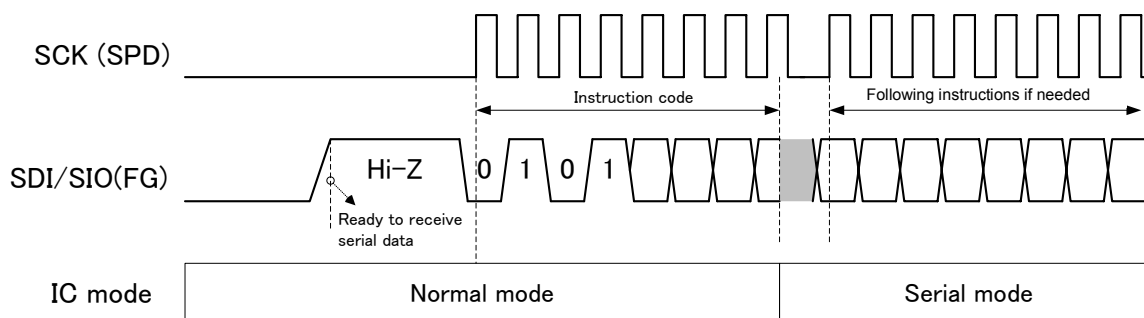 SCK (SPD)
Instruction code
Following instructions if needed
SDI/SIO(FG)
Hi-Z
0
1
0
1
Ready to receive
serial data
IC mode
Normal mode
Serial mode